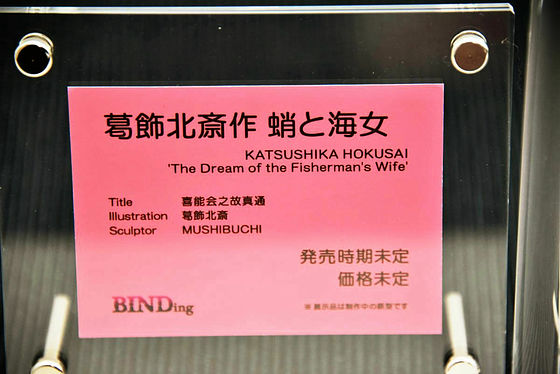 葛飾北斎作 蛸と海女
KATSUSHIKA HOKUSAI
'The Dream of the Fisherman's Wife'
Title 喜能会之故真通
Illustration 葛飾北斎
Sculptor MUSHIBUCHI
発売時期未定
価格未定
BINDing
※展示品は制作中の原型です